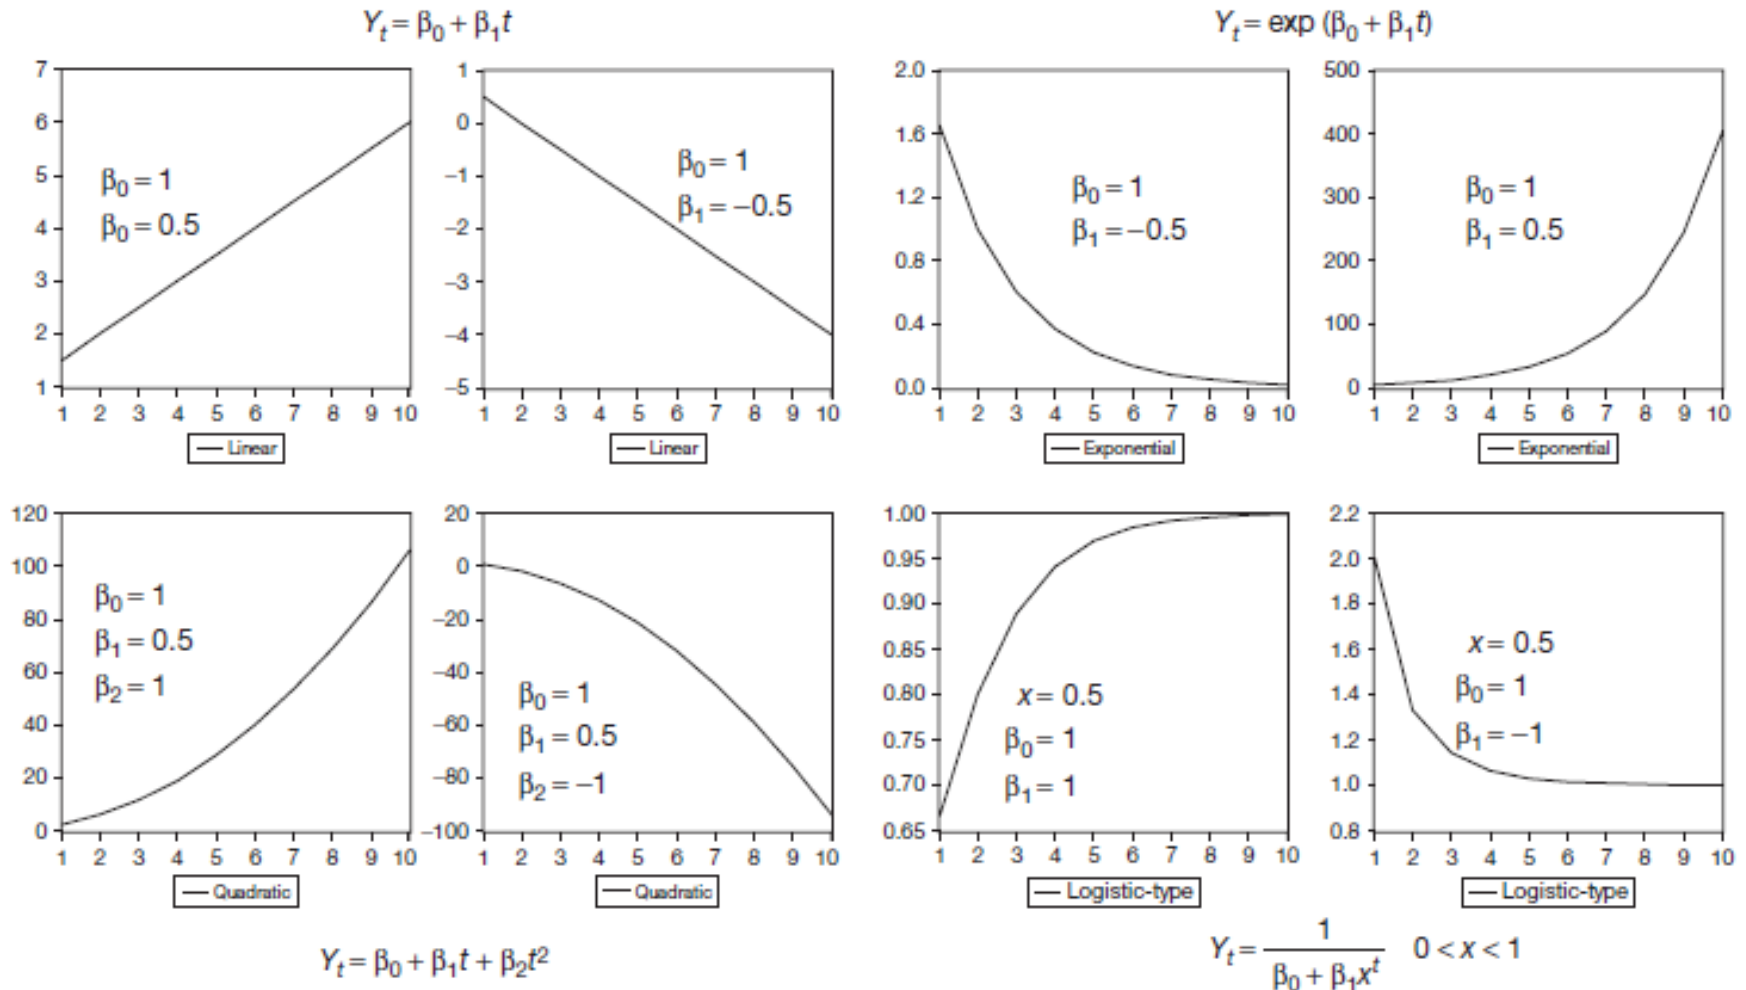 Yₜ = β₀ + β₁t
7
6
5
4
3
2
1
β₀ = 1
β₀ = 0.5
1 2 3 4 5 6 7 8 9 10
Linear
1
0
−1
−2
−3
−4
−5
β₀ = 1
β₁ = −0.5
1 2 3 4 5 6 7 8 9 10
Linear
Yₜ = exp (β₀ + β₁t)
2.0
1.6
1.2
0.8
0.4
0.0
β₀ = 1
β₁ = −0.5
1 2 3 4 5 6 7 8 9 10
Exponential
500
400
300
200
100
0
β₀ = 1
β₁ = 0.5
1 2 3 4 5 6 7 8 9 10
Exponential
120
100
80
60
40
20
0
β₀ = 1
β₁ = 0.5
β₂ = 1
1 2 3 4 5 6 7 8 9 10
Quadratic
20
0
−20
−40
−60
−80
−100
β₀ = 1
β₁ = 0.5
β₂ = −1
1 2 3 4 5 6 7 8 9 10
Quadratic
Yₜ = β₀ + β₁t + β₂t²
1.00
0.95
0.90
0.85
0.80
0.75
0.70
0.65
x = 0.5
β₀ = 1
β₁ = 1
1 2 3 4 5 6 7 8 9 10
Logistic-type
2.2
2.0
1.8
1.6
1.4
1.2
1.0
0.8
x = 0.5
β₀ = 1
β₁ = −1
1 2 3 4 5 6 7 8 9 10
Logistic-type
1
Yₜ = ――― 0 < x < 1
β₀ + β₁xᵗ